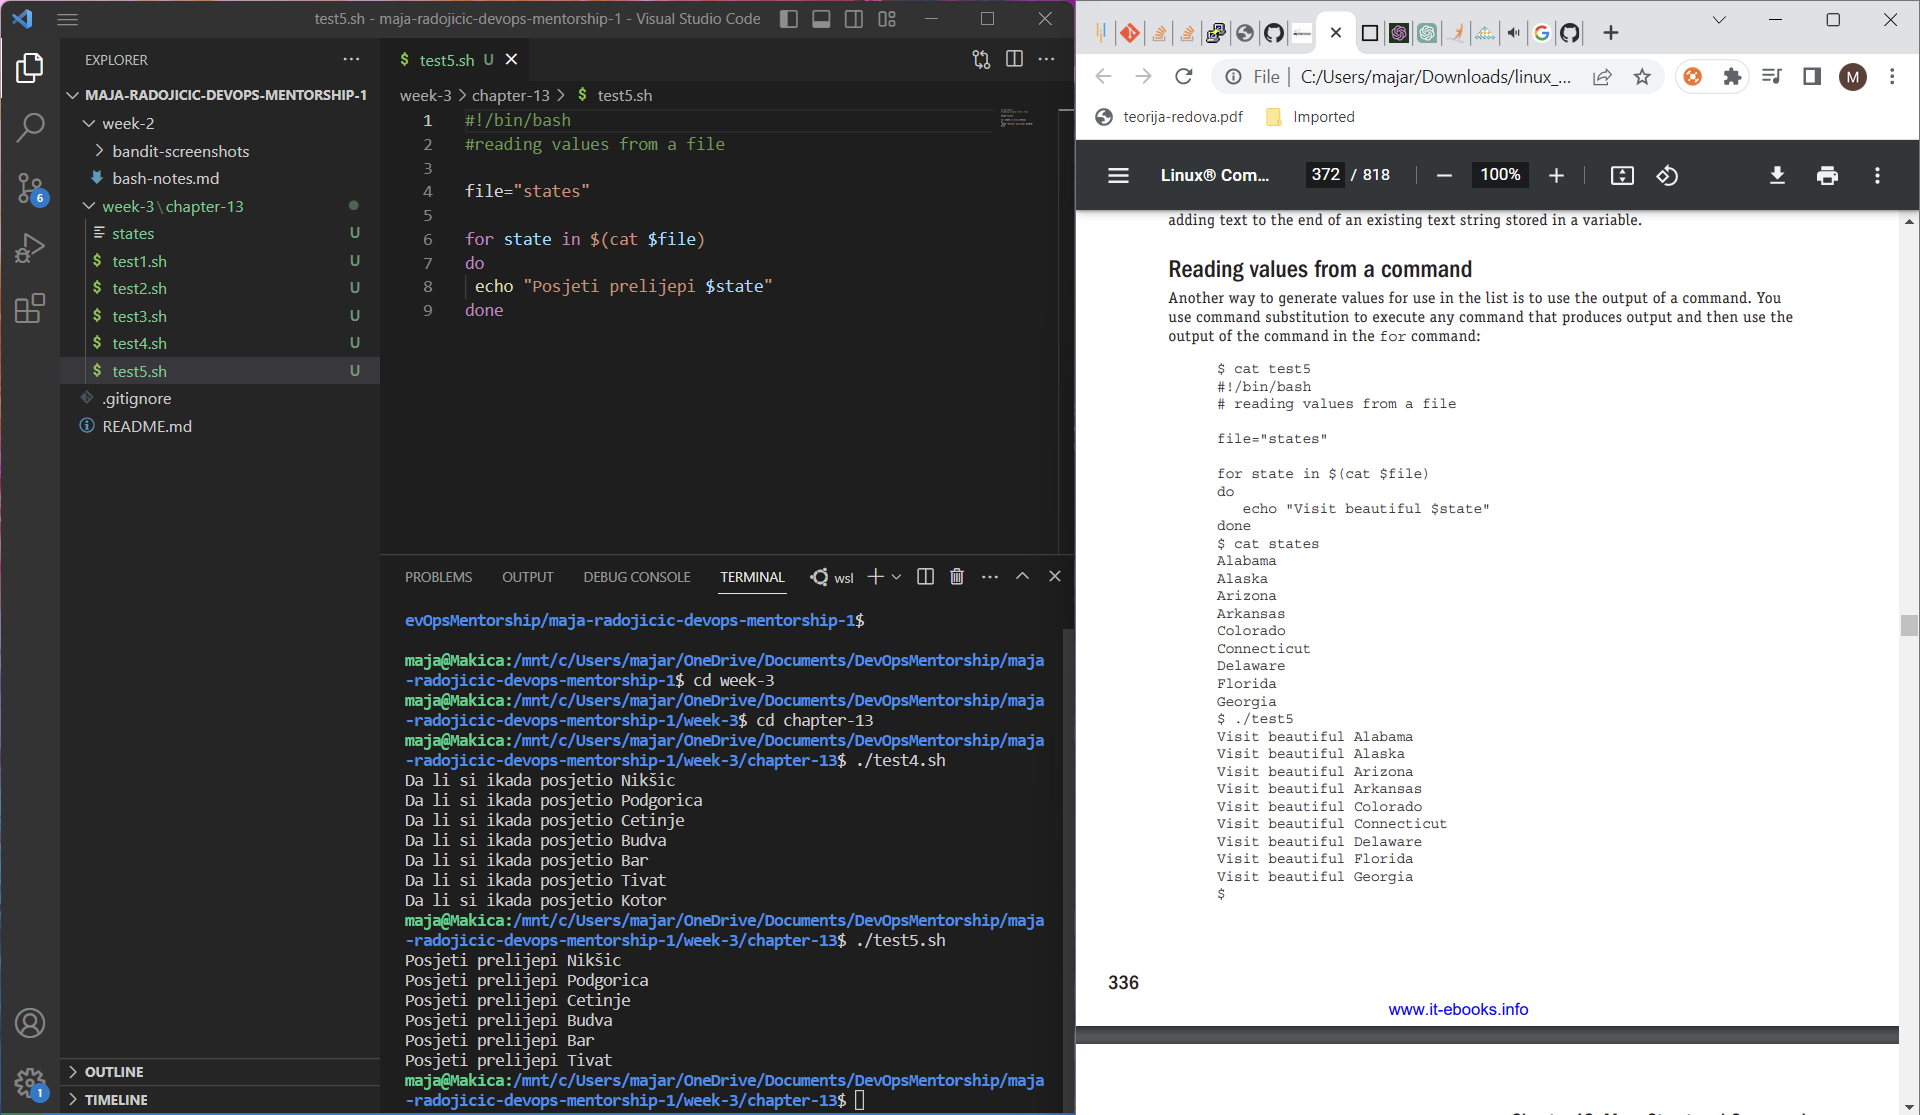 test5.sh - maja-radojicic-devops-mentorship-1 - Visual Studio Code
EXPLORER
MAJA-RADOJICIC-DEVOPS-MENTORSHIP-1
week-2
bandit-screenshots
bash-notes.md
week-3\chapter-13
states U
test1.sh U
test2.sh U
test3.sh U
test4.sh U
test5.sh U
.gitignore
README.md
OUTLINE
TIMELINE
6
1
$ test5.sh U
week-3 > chapter-13 > $ test5.sh
1 #!/bin/bash
2 #reading values from a file
3
4 file="states"
5
6 for state in $(cat $file)
7 do
8 echo "Posjeti prelijepi $state"
9 done
PROBLEMS OUTPUT DEBUG CONSOLE TERMINAL wsl
evOpsMentorship/maja-radojicic-devops-mentorship-1$
maja@Makica:/mnt/c/Users/majar/OneDrive/Documents/DevOpsMentorship/maja
-radojicic-devops-mentorship-1$ cd week-3
maja@Makica:/mnt/c/Users/majar/OneDrive/Documents/DevOpsMentorship/maja
-radojicic-devops-mentorship-1/week-3$ cd chapter-13
maja@Makica:/mnt/c/Users/majar/OneDrive/Documents/DevOpsMentorship/maja
-radojicic-devops-mentorship-1/week-3/chapter-13$ ./test4.sh
Da li si ikada posjetio Nikšic
Da li si ikada posjetio Podgorica
Da li si ikada posjetio Cetinje
Da li si ikada posjetio Budva
Da li si ikada posjetio Bar
Da li si ikada posjetio Tivat
Da li si ikada posjetio Kotor
maja@Makica:/mnt/c/Users/majar/OneDrive/Documents/DevOpsMentorship/maja
-radojicic-devops-mentorship-1/week-3/chapter-13$ ./test5.sh
Posjeti prelijepi Nikšic
Posjeti prelijepi Podgorica
Posjeti prelijepi Cetinje
Posjeti prelijepi Budva
Posjeti prelijepi Bar
Posjeti prelijepi Tivat
maja@Makica:/mnt/c/Users/majar/OneDrive/Documents/DevOpsMentorship/maja
-radojicic-devops-mentorship-1/week-3/chapter-13$
File | C:/Users/majar/Downloads/linux_... M
teorija-redova.pdf Imported
Linux® Com... 372 / 818 100%
adding text to the end of an existing text string stored in a variable.
Reading values from a command
Another way to generate values for use in the list is to use the output of a command. You
use command substitution to execute any command that produces output and then use the
output of the command in the for command:
$ cat test5
#!/bin/bash
# reading values from a file
file="states"
for state in $(cat $file)
do
echo "Visit beautiful $state"
done
$ cat states
Alabama
Alaska
Arizona
Arkansas
Colorado
Connecticut
Delaware
Florida
Georgia
$ ./test5
Visit beautiful Alabama
Visit beautiful Alaska
Visit beautiful Arizona
Visit beautiful Arkansas
Visit beautiful Colorado
Visit beautiful Connecticut
Visit beautiful Delaware
Visit beautiful Florida
Visit beautiful Georgia
$
336
www.it-ebooks.info